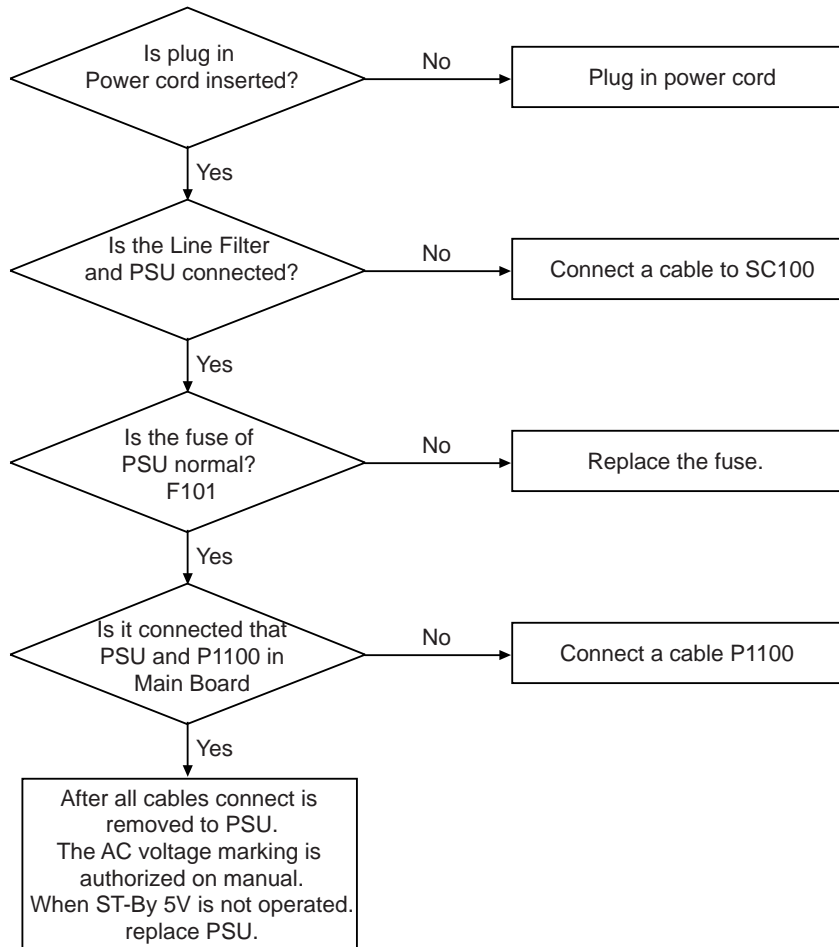 Is plug in
Power cord inserted?
No
Plug in power cord
Yes
Is the Line Filter
and PSU connected?
No
Connect a cable to SC100
Yes
Is the fuse of
PSU normal?
F101
No
Replace the fuse.
Yes
Is it connected that
PSU and P1100 in
Main Board
No
Connect a cable P1100
Yes
After all cables connect is
removed to PSU.
The AC voltage marking is
authorized on manual.
When ST-By 5V is not operated.
replace PSU.